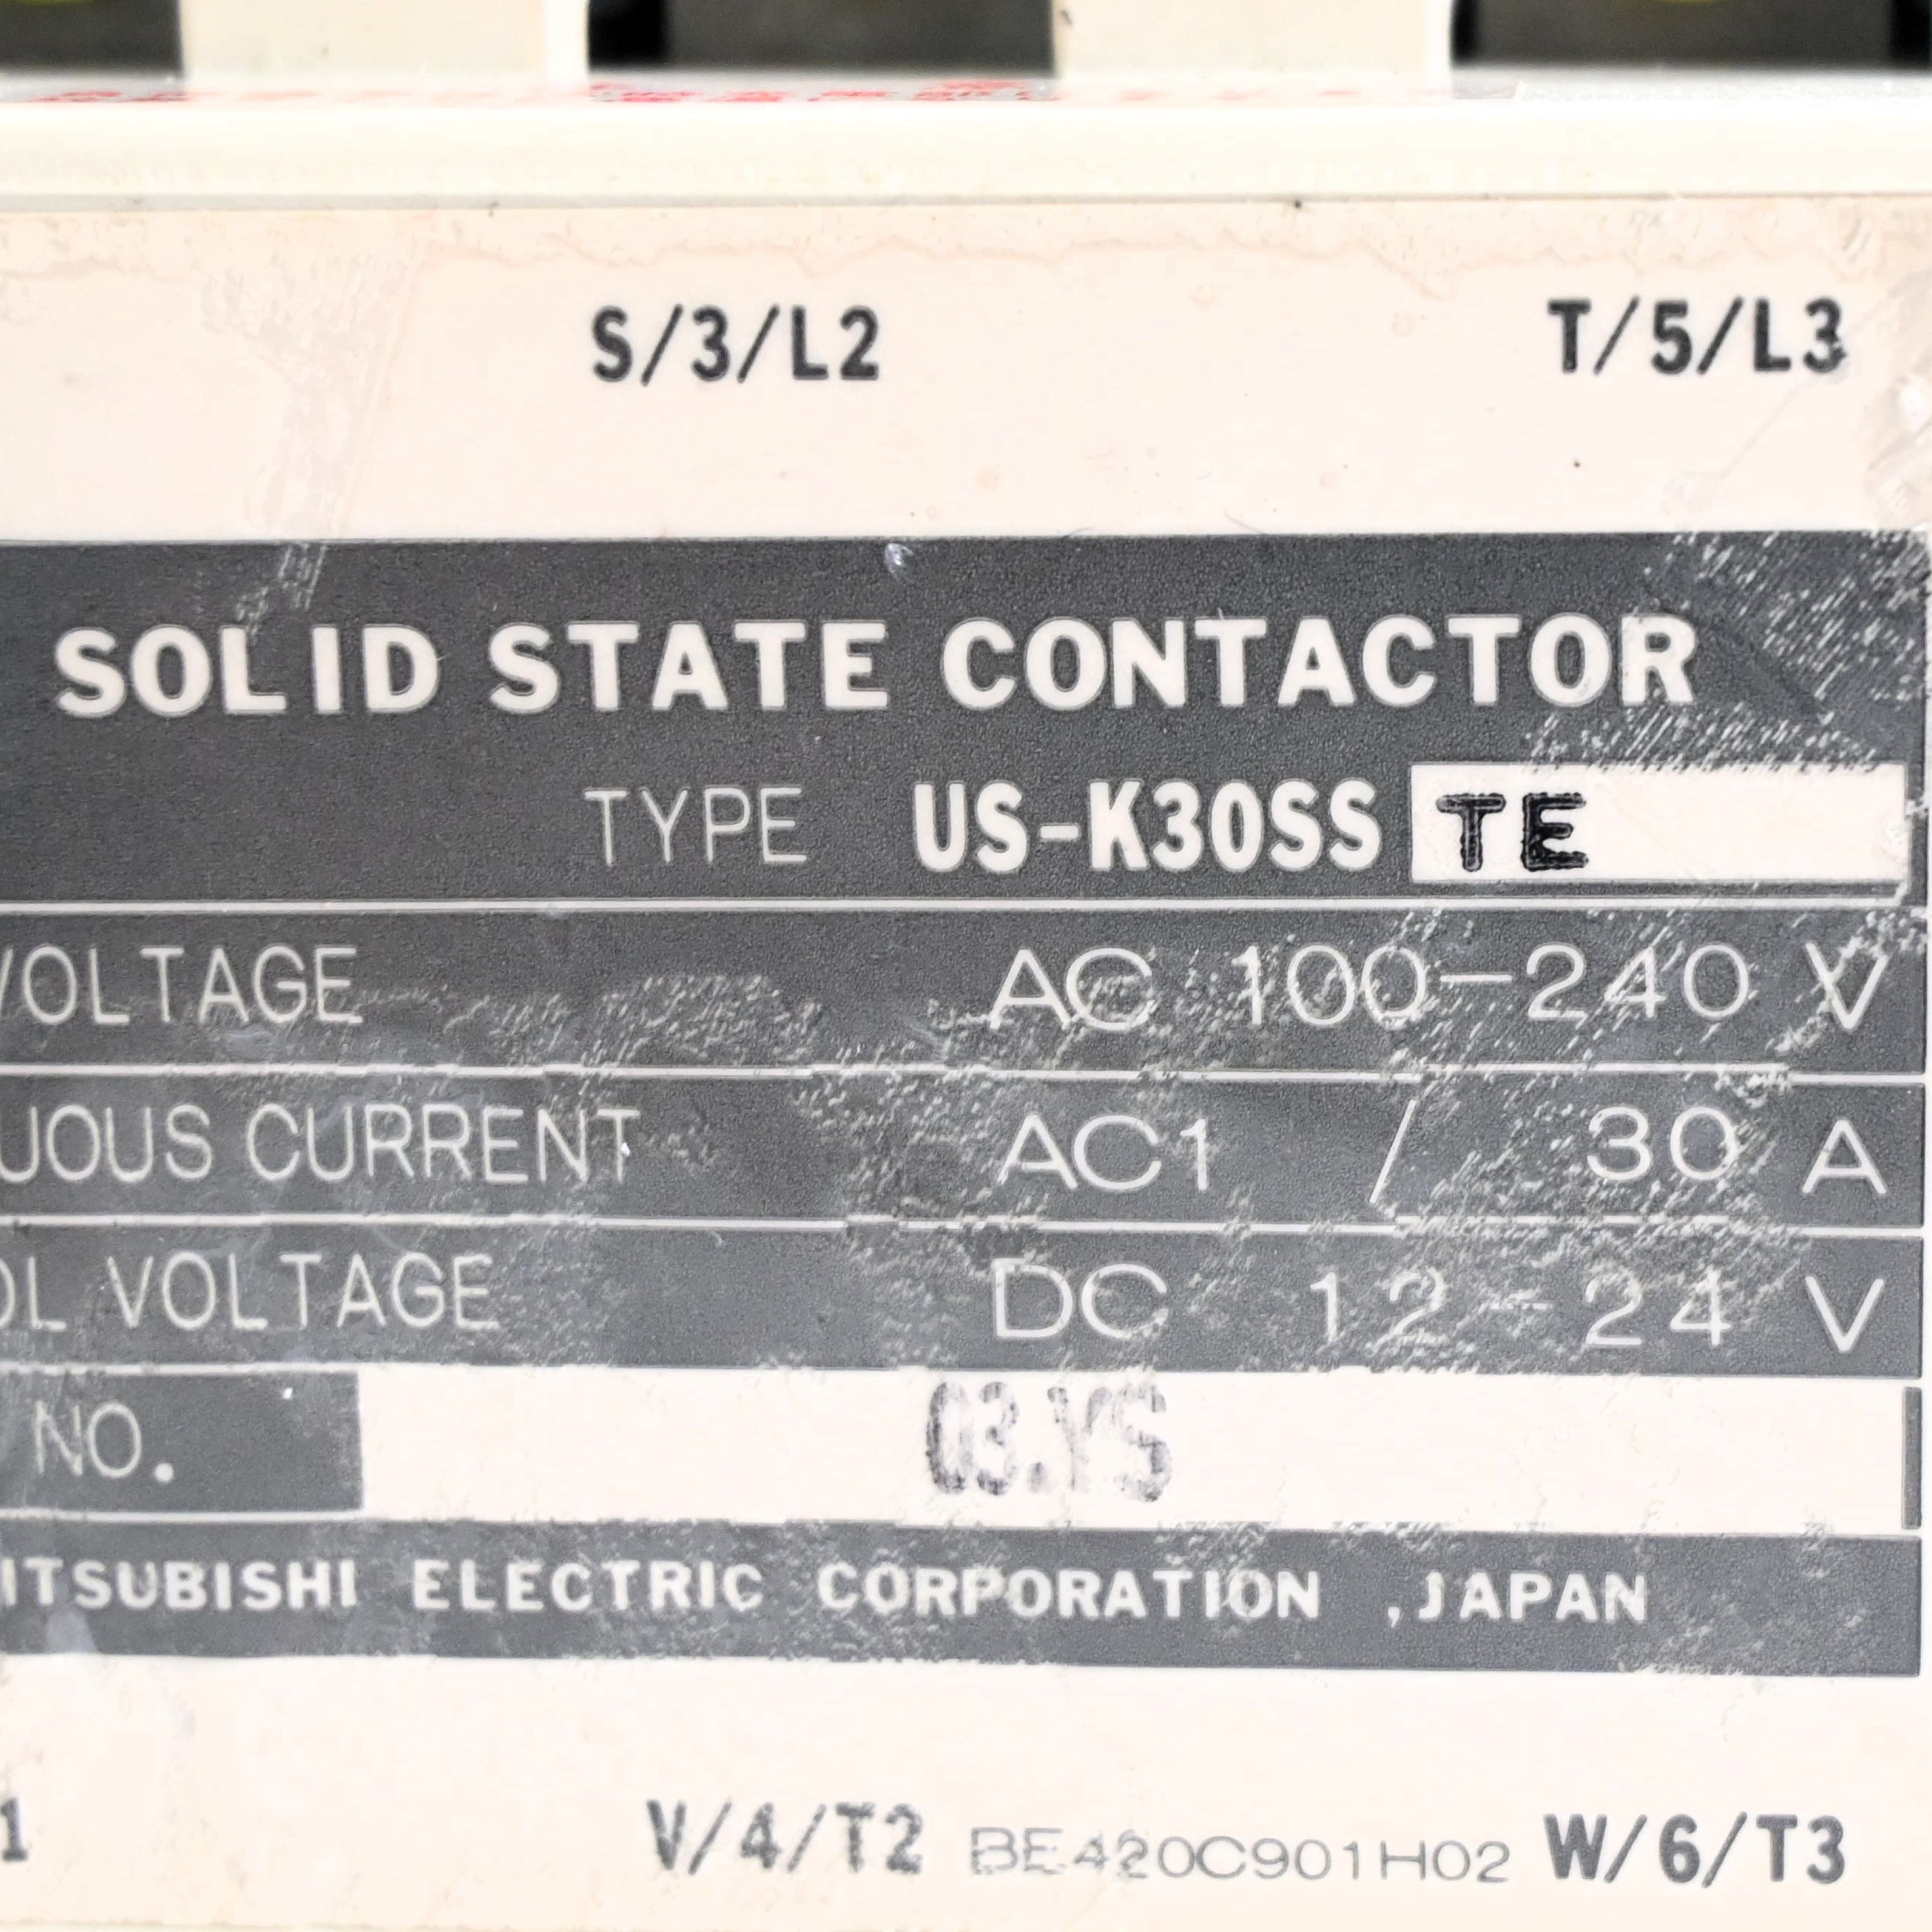 S/3/L2 T/5/L3
SOLID STATE CONTACTOR
TYPE US-K30SS TE
VOLTAGE AC 100-240 V
UOUS CURRENT AC1 / 30 A
OL VOLTAGE DC 12-24 V
NO. 03.YS
ITSUBISHI ELECTRIC CORPORATION ,JAPAN
1 V/4/T2 BE420C901H02 W/6/T3